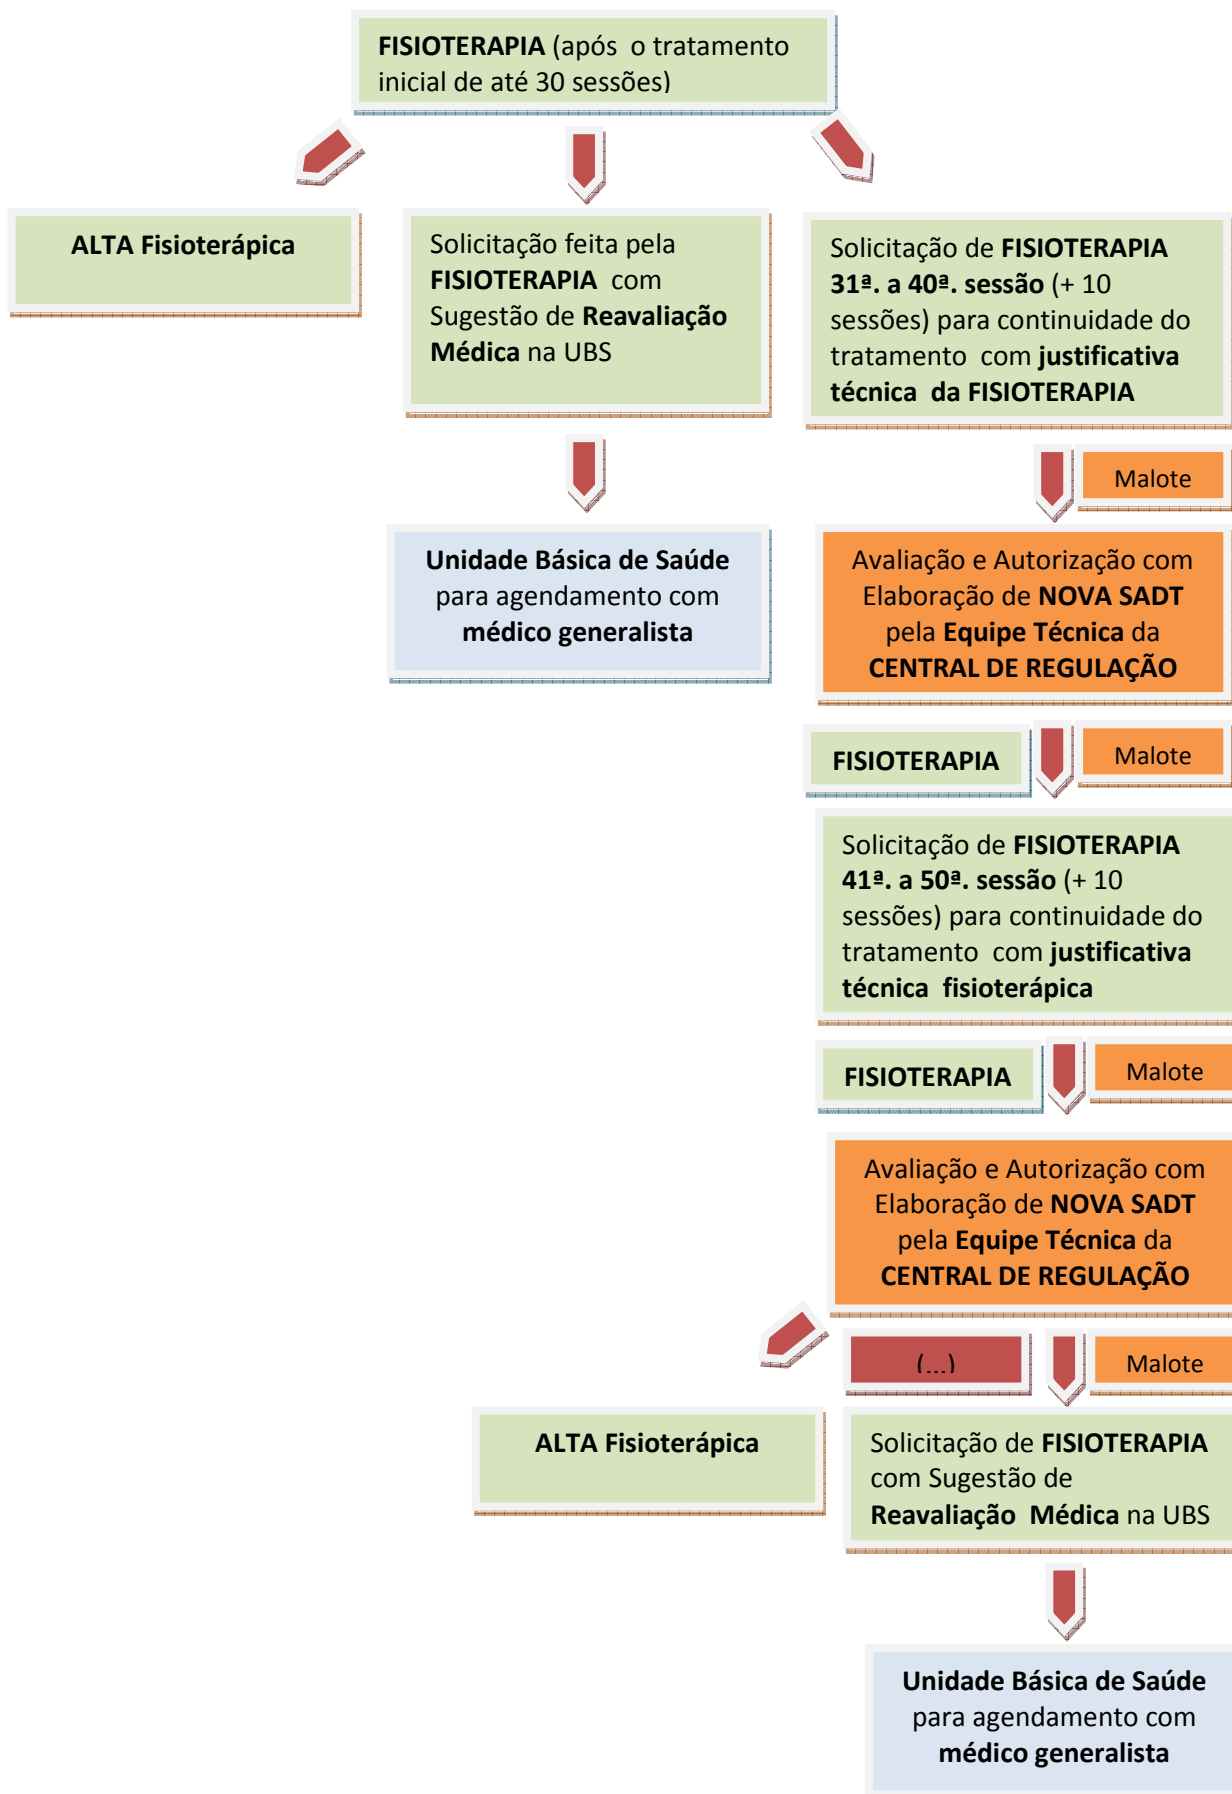 FISIOTERAPIA (após o tratamento
inicial de até 30 sessões)
ALTA Fisioterápica
Solicitação feita pela
FISIOTERAPIA com
Sugestão de Reavaliação
Médica na UBS
Solicitação de FISIOTERAPIA
31ª. a 40ª. sessão (+ 10
sessões) para continuidade do
tratamento com justificativa
técnica da FISIOTERAPIA
Malote
Unidade Básica de Saúde
para agendamento com
médico generalista
Avaliação e Autorização com
Elaboração de NOVA SADT
pela Equipe Técnica da
CENTRAL DE REGULAÇÃO
FISIOTERAPIA
Malote
Solicitação de FISIOTERAPIA
41ª. a 50ª. sessão (+ 10
sessões) para continuidade do
tratamento com justificativa
técnica fisioterápica
FISIOTERAPIA
Malote
Avaliação e Autorização com
Elaboração de NOVA SADT
pela Equipe Técnica da
CENTRAL DE REGULAÇÃO
(...)
Malote
ALTA Fisioterápica
Solicitação de FISIOTERAPIA
com Sugestão de
Reavaliação Médica na UBS
Unidade Básica de Saúde
para agendamento com
médico generalista